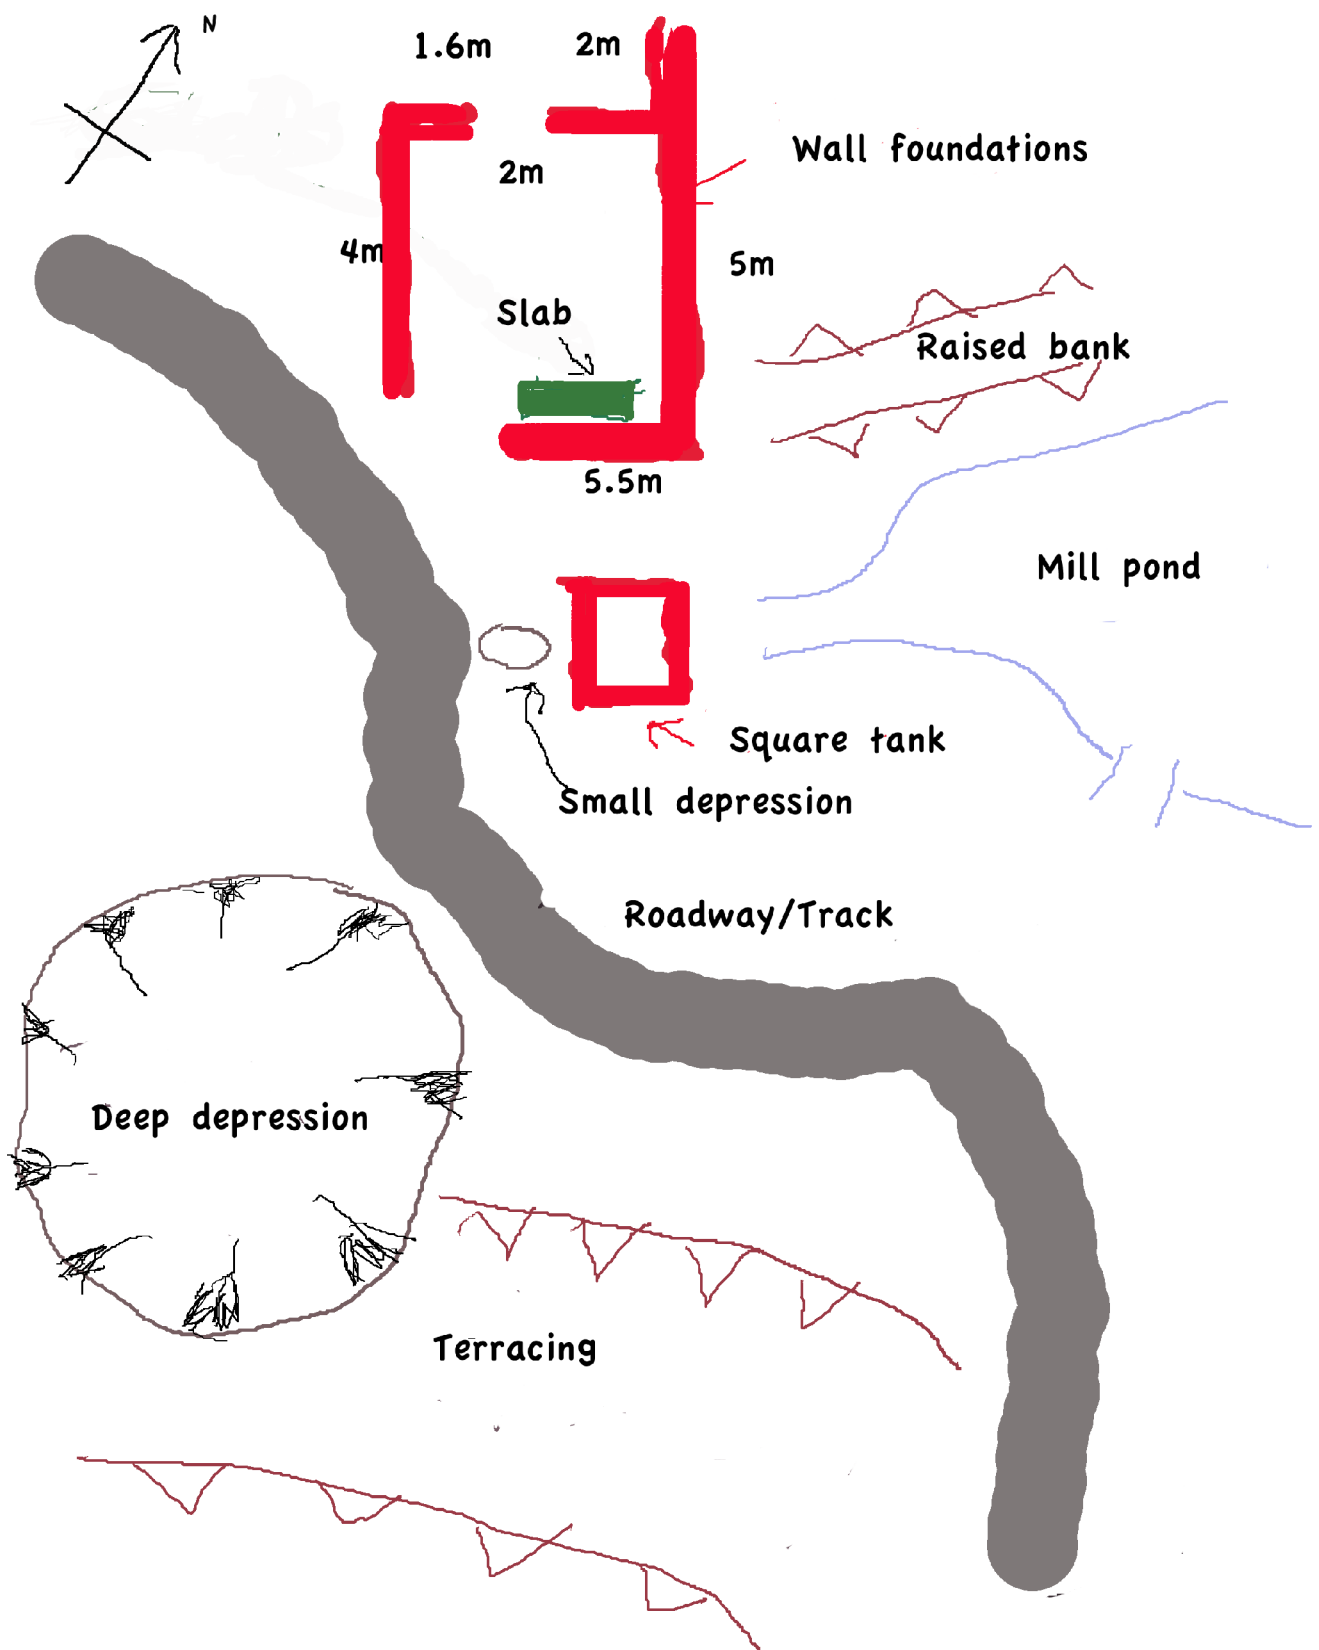 N
1.6m
2m
Wall foundations
2m
4m
5m
Slab
Raised bank
5.5m
Mill pond
Square tank
Small depression
Roadway/Track
Deep depression
Terracing